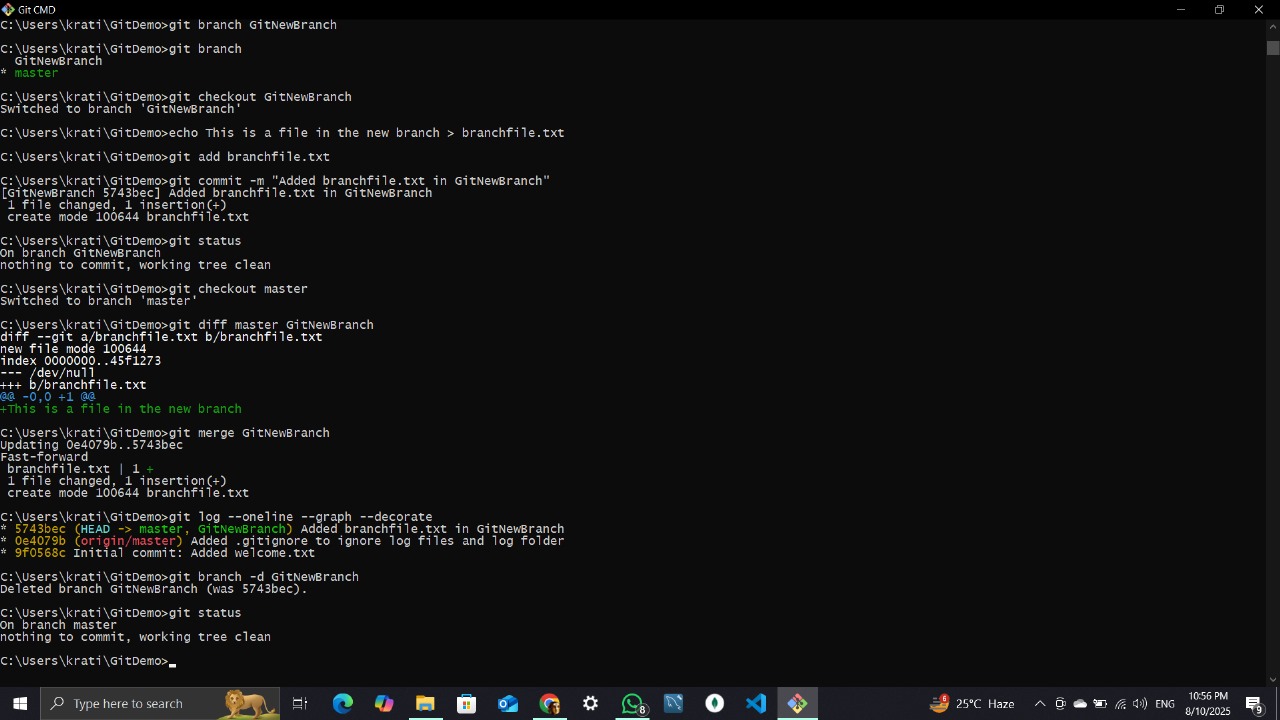 Git CMD
C:\Users\krati\GitDemo>git branch GitNewBranch
C:\Users\krati\GitDemo>git branch
  GitNewBranch
* master
C:\Users\krati\GitDemo>git checkout GitNewBranch
Switched to branch 'GitNewBranch'
C:\Users\krati\GitDemo>echo This is a file in the new branch > branchfile.txt
C:\Users\krati\GitDemo>git add branchfile.txt
C:\Users\krati\GitDemo>git commit -m "Added branchfile.txt in GitNewBranch"
[GitNewBranch 5743bec] Added branchfile.txt in GitNewBranch
 1 file changed, 1 insertion(+)
 create mode 100644 branchfile.txt
C:\Users\krati\GitDemo>git status
On branch GitNewBranch
nothing to commit, working tree clean
C:\Users\krati\GitDemo>git checkout master
Switched to branch 'master'
C:\Users\krati\GitDemo>git diff master GitNewBranch
diff --git a/branchfile.txt b/branchfile.txt
new file mode 100644
index 0000000..45f1273
--- /dev/null
+++ b/branchfile.txt
@@ -0,0 +1 @@
+This is a file in the new branch
C:\Users\krati\GitDemo>git merge GitNewBranch
Updating 0e4079b..5743bec
Fast-forward
 branchfile.txt | 1 +
 1 file changed, 1 insertion(+)
 create mode 100644 branchfile.txt
C:\Users\krati\GitDemo>git log --oneline --graph --decorate
* 5743bec (HEAD -> master, GitNewBranch) Added branchfile.txt in GitNewBranch
* 0e4079b (origin/master) Added .gitignore to ignore log files and log folder
* 9f0568c Initial commit: Added welcome.txt
C:\Users\krati\GitDemo>git branch -d GitNewBranch
Deleted branch GitNewBranch (was 5743bec).
C:\Users\krati\GitDemo>git status
On branch master
nothing to commit, working tree clean
C:\Users\krati\GitDemo>
Type here to search
8
6
25°C Haze
ENG
10:56 PM
8/10/2025
9